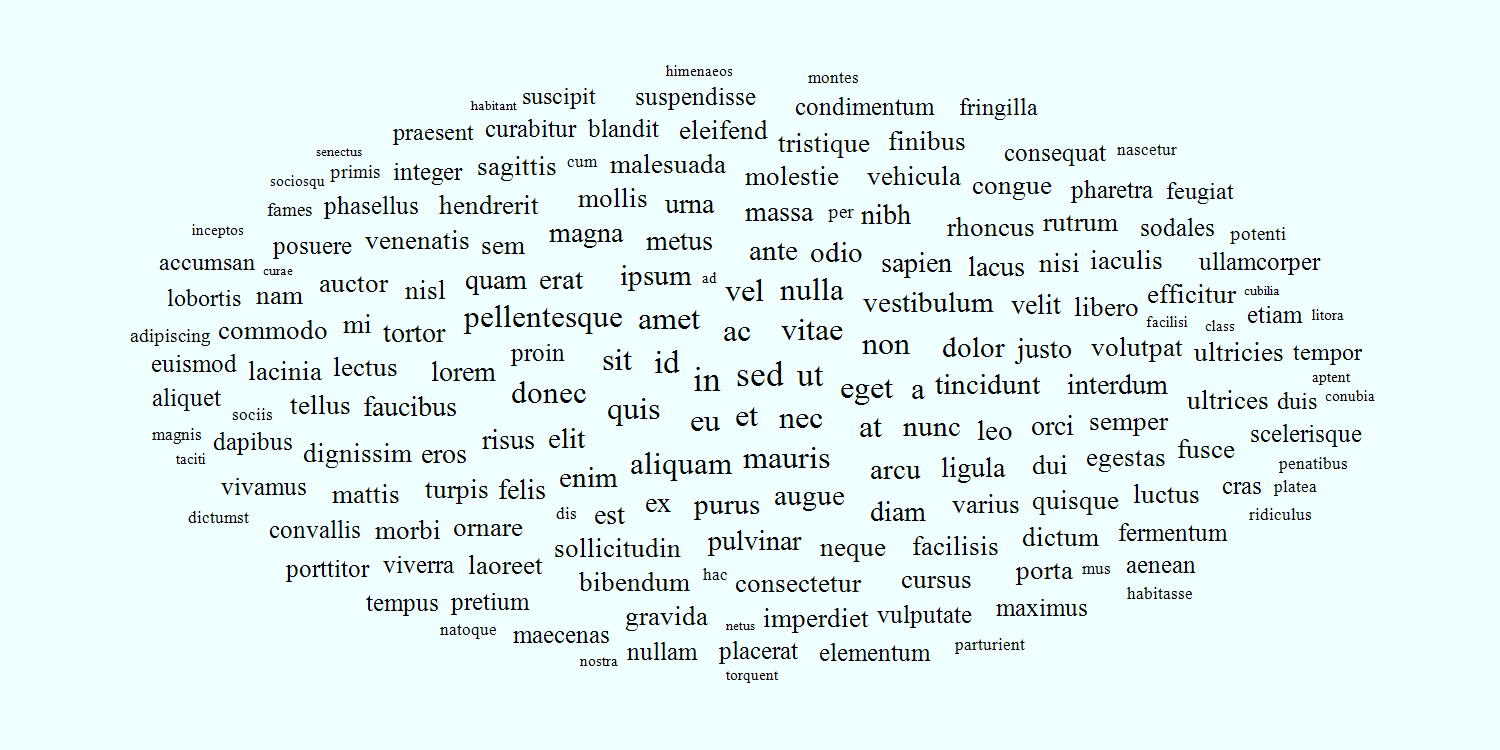 himenaeos montes
habitant suscipit suspendisse condimentum fringilla
praesent curabitur blandit eleifend tristique finibus
senectus consequat nascetur
sociosqu primis integer sagittis cum malesuada molestie vehicula congue pharetra feugiat
fames phasellus hendrerit mollis urna massa per nibh rhoncus rutrum sodales potenti
inceptos posuere venenatis sem magna metus ante odio
accumsan curae sapien lacus nisi iaculis ullamcorper
lobortis nam auctor nisl quam erat ipsum ad vel nulla vestibulum velit libero efficitur cubilia
adipiscing commodo mi tortor pellentesque amet ac vitae facilisi class etiam litora
euismod lacinia lectus lorem proin sit id non dolor justo volutpat ultricies tempor
in sed ut eget a tincidunt interdum aptent
aliquet sociis tellus faucibus donec quis eu et nec ultrices duis conubia
magnis dapibus dignissim eros risus elit at nunc leo orci semper scelerisque
taciti enim aliquam mauris arcu ligula dui egestas fusce penatibus
vivamus mattis turpis felis ex purus augue diam varius quisque luctus cras platea
dictumst convallis morbi ornare dis est ridiculus
sollicitudin pulvinar neque facilisis dictum fermentum
porttitor viverra laoreet bibendum hac consectetur cursus porta mus aenean
tempus pretium habitasse
natoque maecenas gravida netus imperdiet vulputate maximus
nostra nullam placerat elementum parturient
torquent